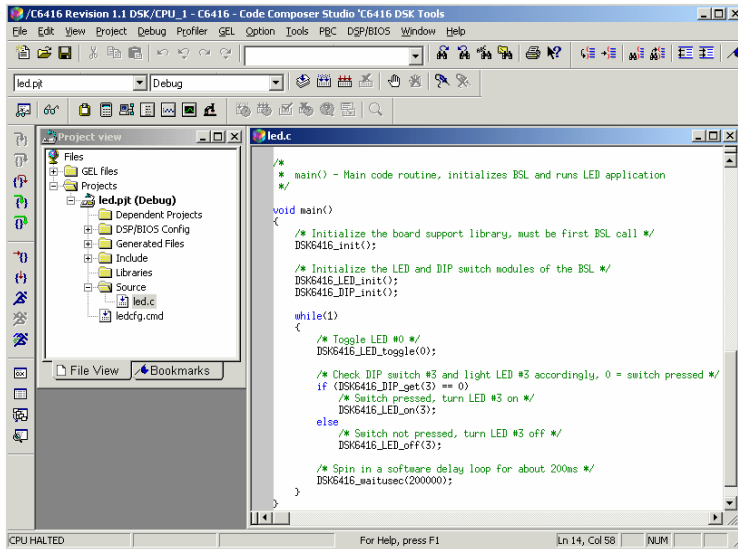 /C6416 Revision 1.1 DSK/CPU_1 - C6416 - Code Composer Studio 'C6416 DSK Tools
File Edit View Project Debug Profiler GEL Option Tools PBC DSP/BIOS Window Help
led.pjt Debug
Project view
Files
GEL files
Projects
led.pjt (Debug)
Dependent Projects
DSP/BIOS Config
Generated Files
Include
Libraries
Source
led.c
ledcfg.cmd
File View Bookmarks
led.c
/*
* main() - Main code routine, initializes BSL and runs LED application
*/
void main()
{
/* Initialize the board support library, must be first BSL call */
DSK6416_init();
/* Initialize the LED and DIP switch modules of the BSL */
DSK6416_LED_init();
DSK6416_DIP_init();
while(1)
{
/* Toggle LED #0 */
DSK6416_LED_toggle(0);
/* Check DIP switch #3 and light LED #3 accordingly, 0 = switch pressed */
if (DSK6416_DIP_get(3) == 0)
/* Switch pressed, turn LED #3 on */
DSK6416_LED_on(3);
else
/* Switch not pressed, turn LED #3 off */
DSK6416_LED_off(3);
/* Spin in a software delay loop for about 200ms */
DSK6416_waitusec(200000);
}
}
CPU HALTED For Help, press F1 Ln 14, Col 58 NUM